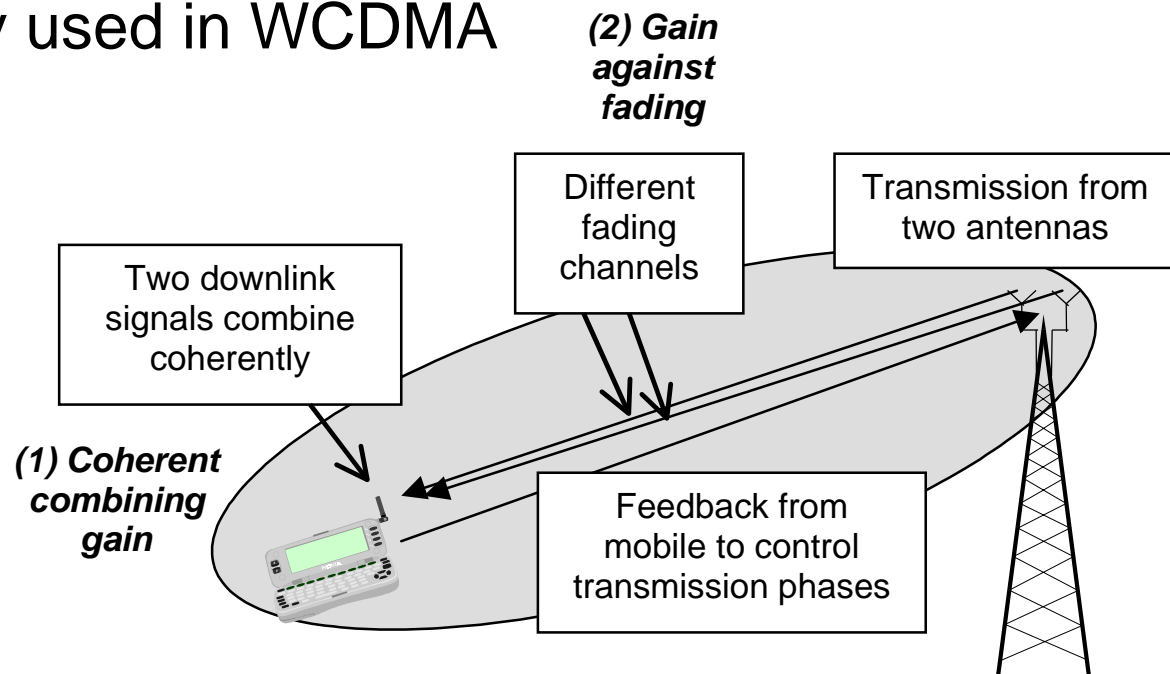 used in WCDMA
(2) Gain
against
fading
Different
fading
channels
Transmission from
two antennas
Two downlink
signals combine
coherently
(1) Coherent
combining
gain
Feedback from
mobile to control
transmission phases